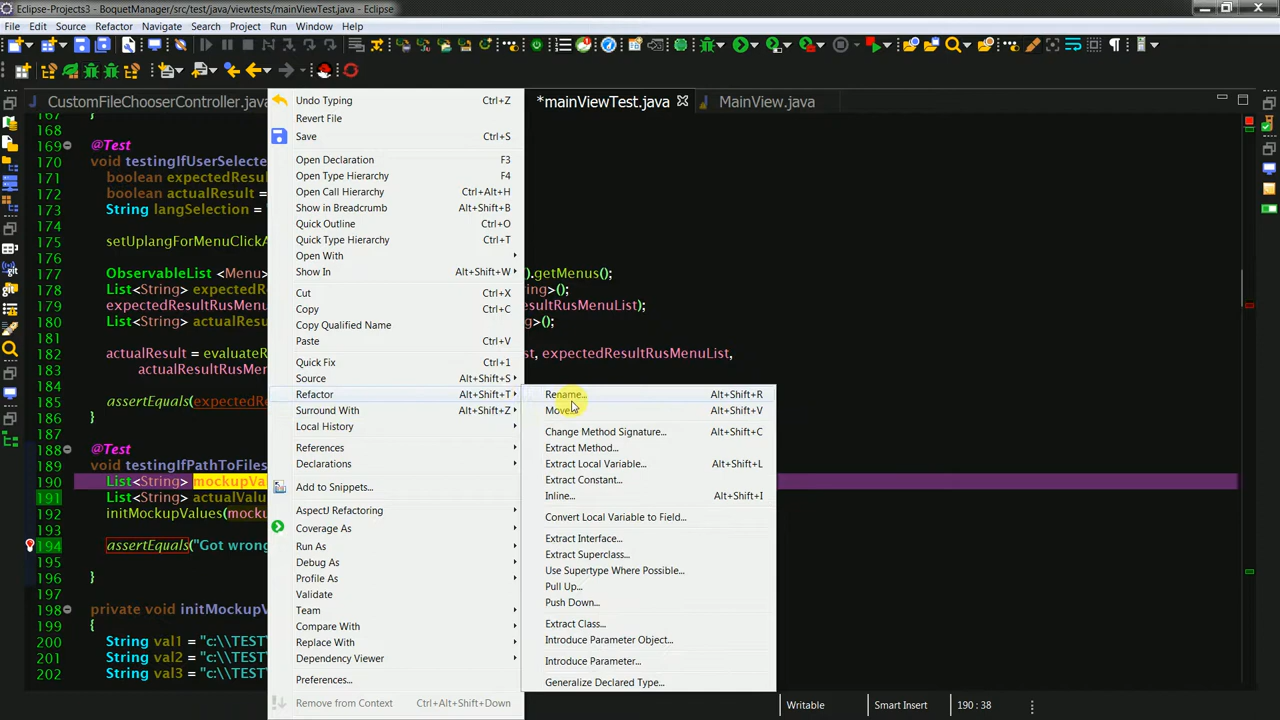 Eclipse-Projects3 - BoquetManager/src/test/java/viewtests/mainViewTest.java - Eclipse
File Edit Source Refactor Navigate Search Project Run Window Help
CustomFileChooserController.java
*mainViewTest.java
MainView.java
167 }
168
169 @Test
170 void testingIfUserSelecte
171 boolean expectedResul
172 boolean actualResult =
173 String langSelection =
174
175 setUplangForMenuClickA
176
177 ObservableList <Menu> ().getMenus();
178 List<String> expectedR ing>();
179 expectedResultRusMenu esultRusMenuList);
180 List<String> actualResu g>();
181
182 actualResult = evaluateR st, expectedResultRusMenuList,
183 actualResultRusMenuL
184
185 assertEquals(expectedRe
186 }
187
188 @Test
189 void testingIfPathToFiles
190 List<String> mockupVa
191 List<String> actualValu
192 initMockupValues(mocku
193
194 assertEquals("Got wrong
195
196 }
197
198 private void initMockupV
199 {
200 String val1 = "c:\\TEST\
201 String val2 = "c:\\TEST\
202 String val3 = "c:\\TEST\
Undo Typing Ctrl+Z
Revert File
Save Ctrl+S
Open Declaration F3
Open Type Hierarchy F4
Open Call Hierarchy Ctrl+Alt+H
Show in Breadcrumb Alt+Shift+B
Quick Outline Ctrl+O
Quick Type Hierarchy Ctrl+T
Open With
Show In Alt+Shift+W
Cut Ctrl+X
Copy Ctrl+C
Copy Qualified Name
Paste Ctrl+V
Quick Fix Ctrl+1
Source Alt+Shift+S
Refactor Alt+Shift+T
Surround With Alt+Shift+Z
Local History
References
Declarations
Add to Snippets...
AspectJ Refactoring
Coverage As
Run As
Debug As
Profile As
Validate
Team
Compare With
Replace With
Dependency Viewer
Preferences...
Remove from Context Ctrl+Alt+Shift+Down
Rename... Alt+Shift+R
Move... Alt+Shift+V
Change Method Signature... Alt+Shift+C
Extract Method...
Extract Local Variable... Alt+Shift+L
Extract Constant...
Inline... Alt+Shift+I
Convert Local Variable to Field...
Extract Interface...
Extract Superclass...
Use Supertype Where Possible...
Pull Up...
Push Down...
Extract Class...
Introduce Parameter Object...
Introduce Parameter...
Generalize Declared Type...
Writable Smart Insert 190 : 38